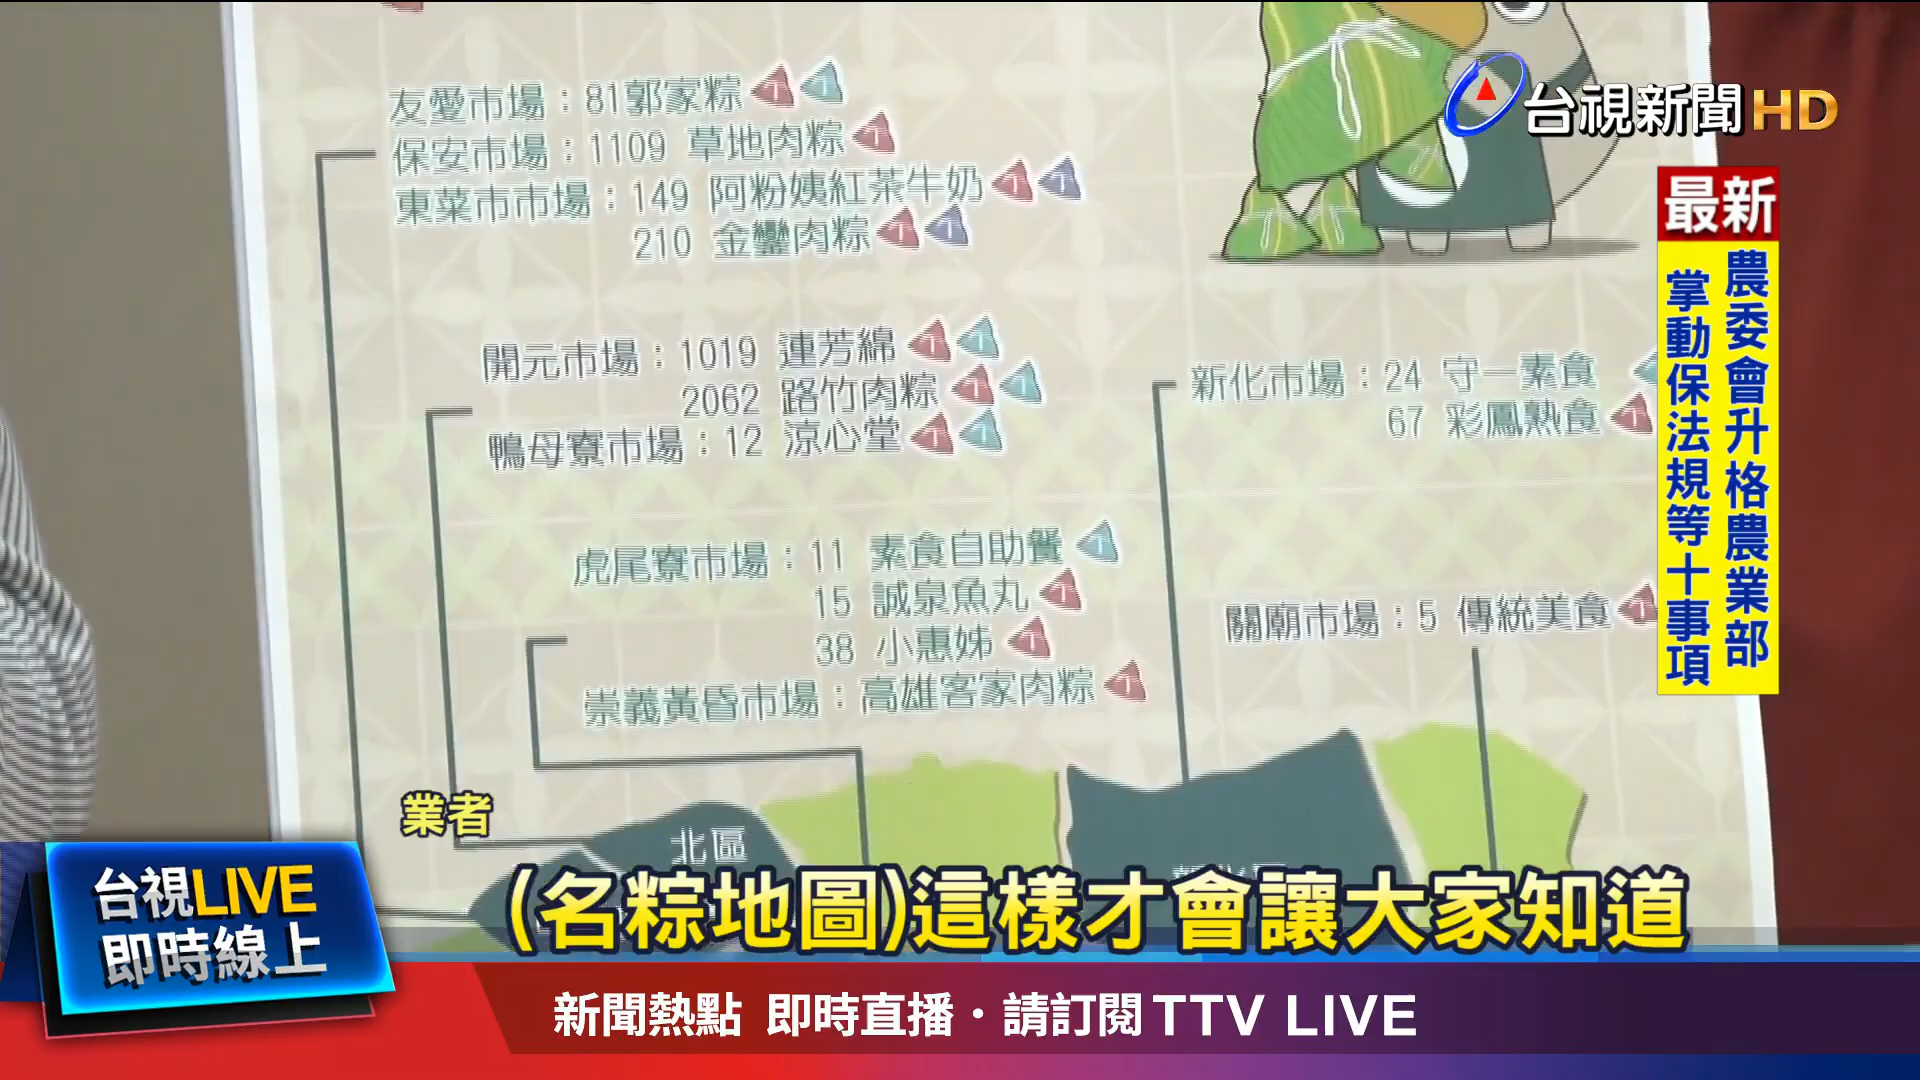 友愛市場：81郭家粽
保安市場：1109 草地肉粽
東菜市市場：149 阿粉姨紅茶牛奶
210 金鑾肉粽
開元市場：1019 連芳綿
2062 路竹肉粽
鴨母寮市場：12 涼心堂
虎尾寮市場：11 素食自助餐
15 誠泉魚丸
38 小惠姊
崇義黃昏市場：高雄客家肉粽
新化市場：24 守一素食
67 彩鳳熱食
關廟市場：5 傳統美食
北區
台視新聞HD
最新
農委會升格農業部
掌動保法規等十事項
業者
(名粽地圖)這樣才會讓大家知道
台視LIVE
即時線上
新聞熱點 即時直播・請訂閱TTV LIVE